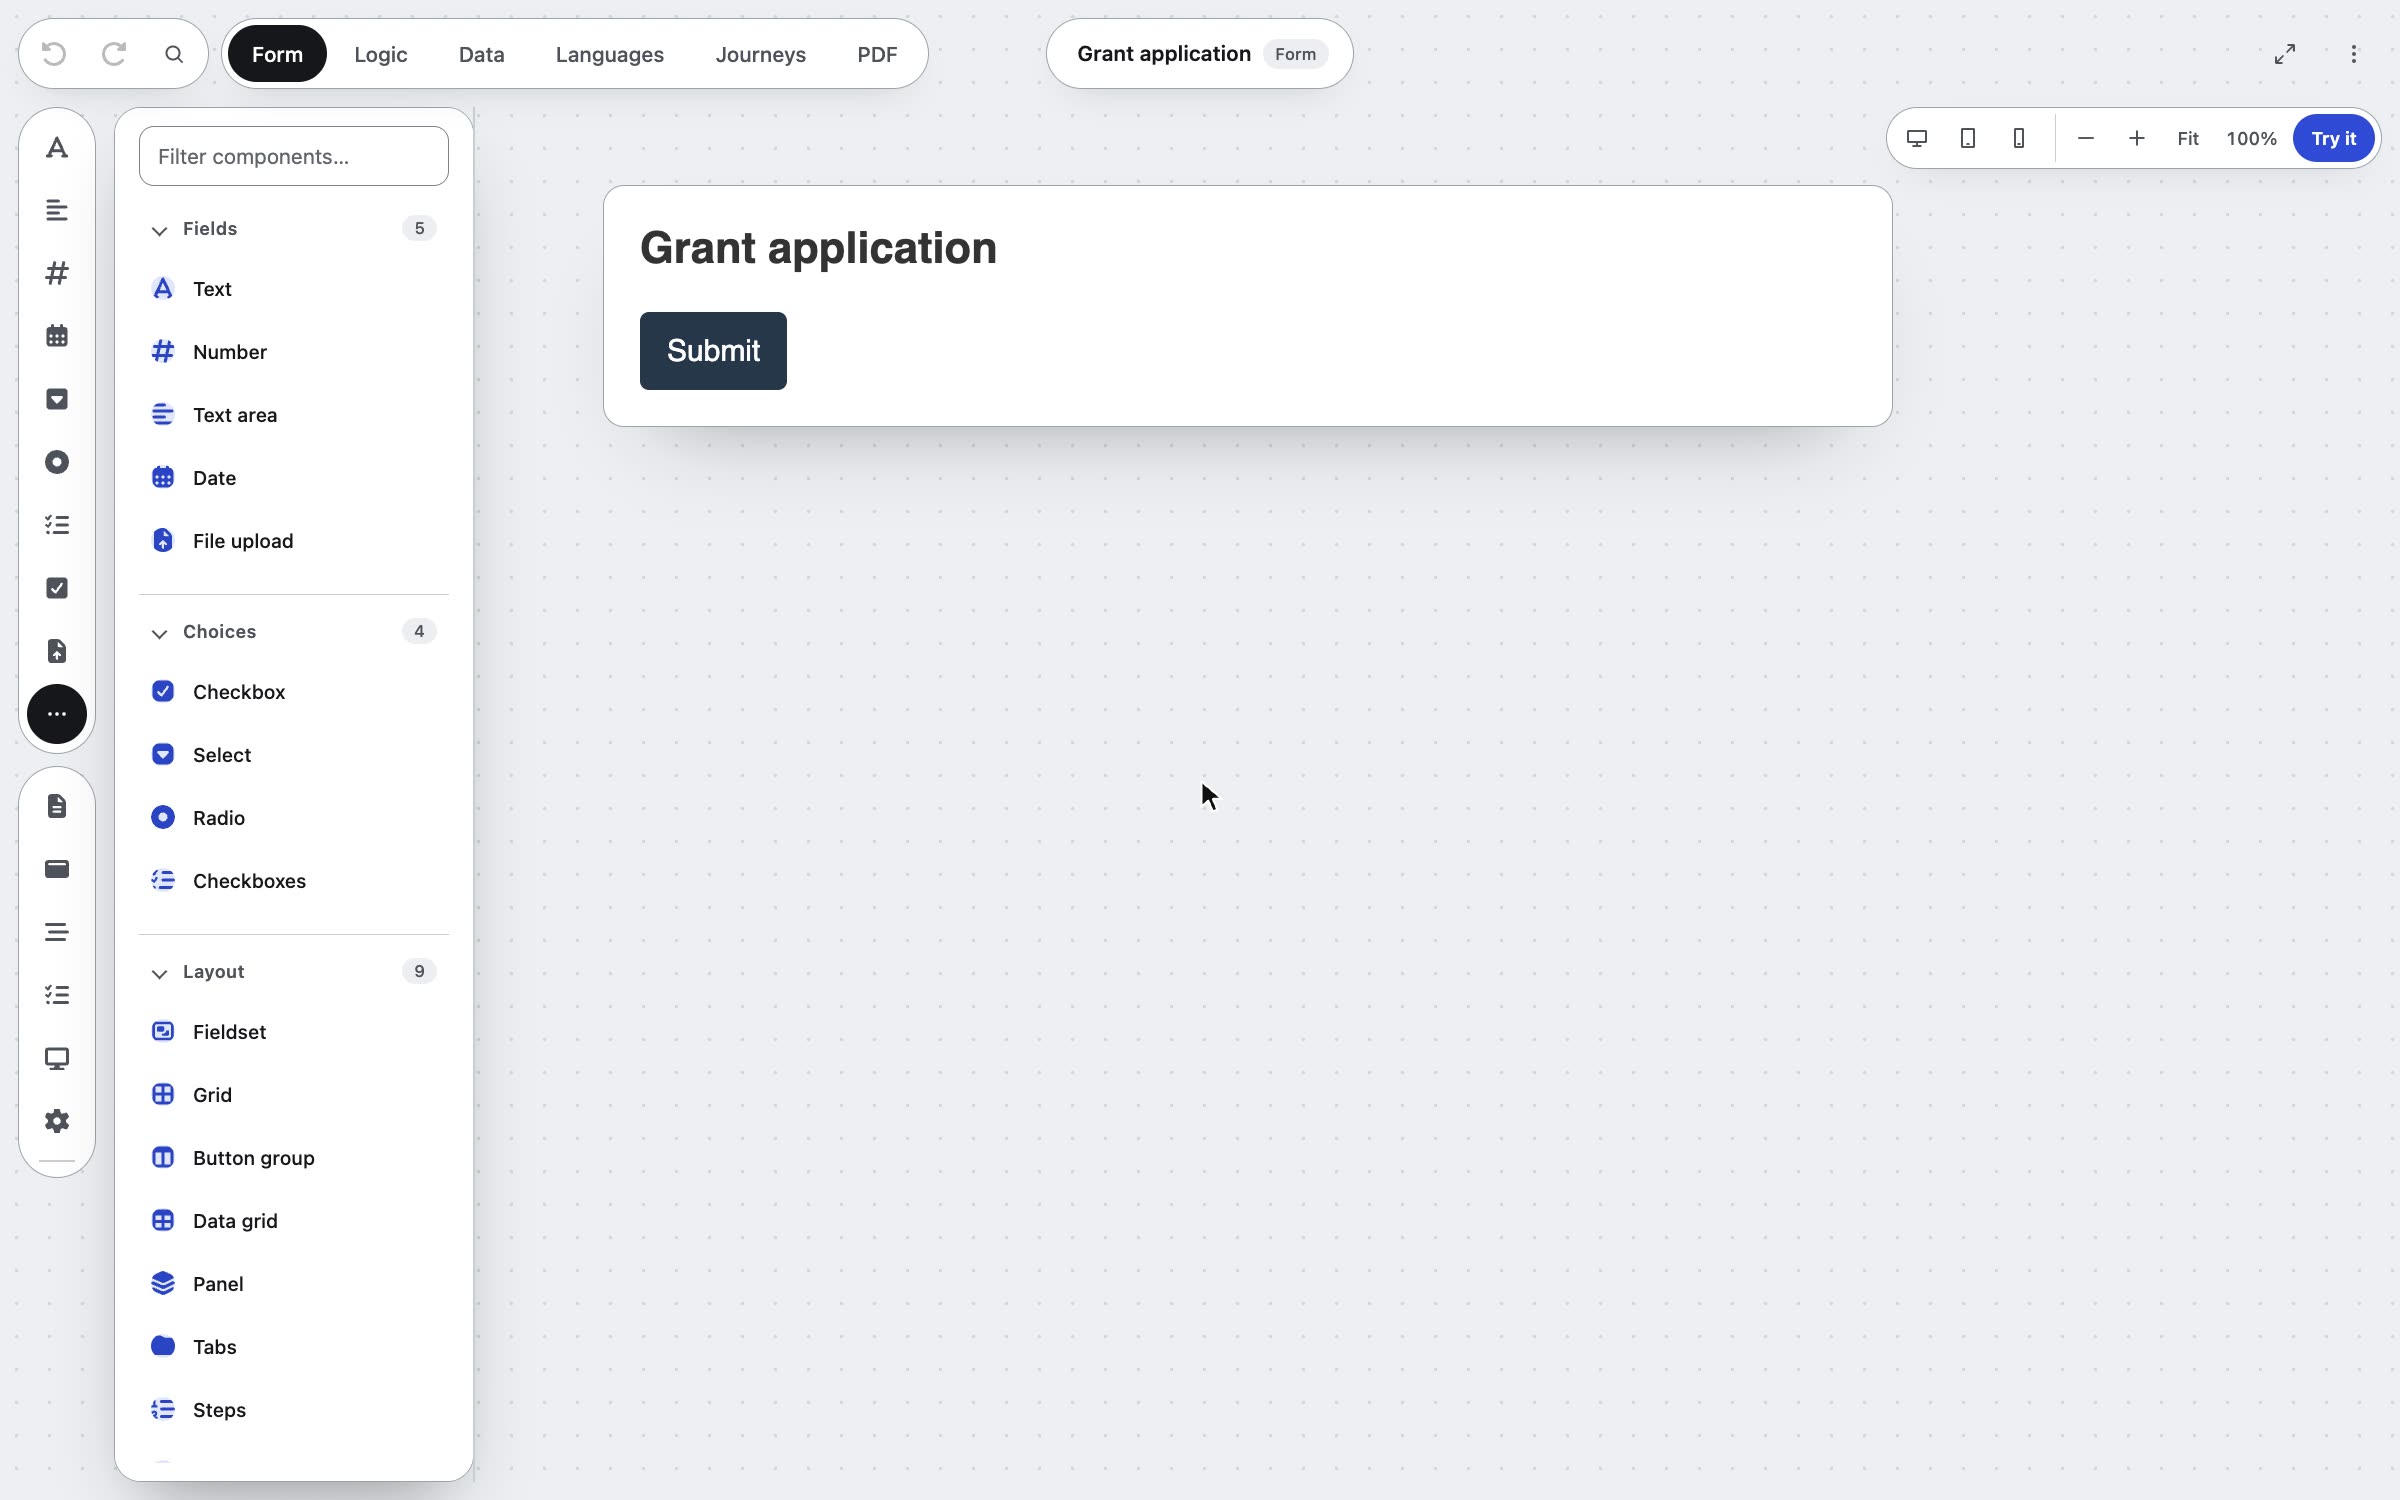 Form
Logic
Data
Languages
Journeys
PDF
Grant application
Form
Filter components...
Fit
100%
Try it
Fields
5
Text
Number
Text area
Date
File upload
Choices
4
Checkbox
Select
Radio
Checkboxes
Layout
9
Fieldset
Grid
Button group
Data grid
Panel
Tabs
Steps
Grant application
Submit